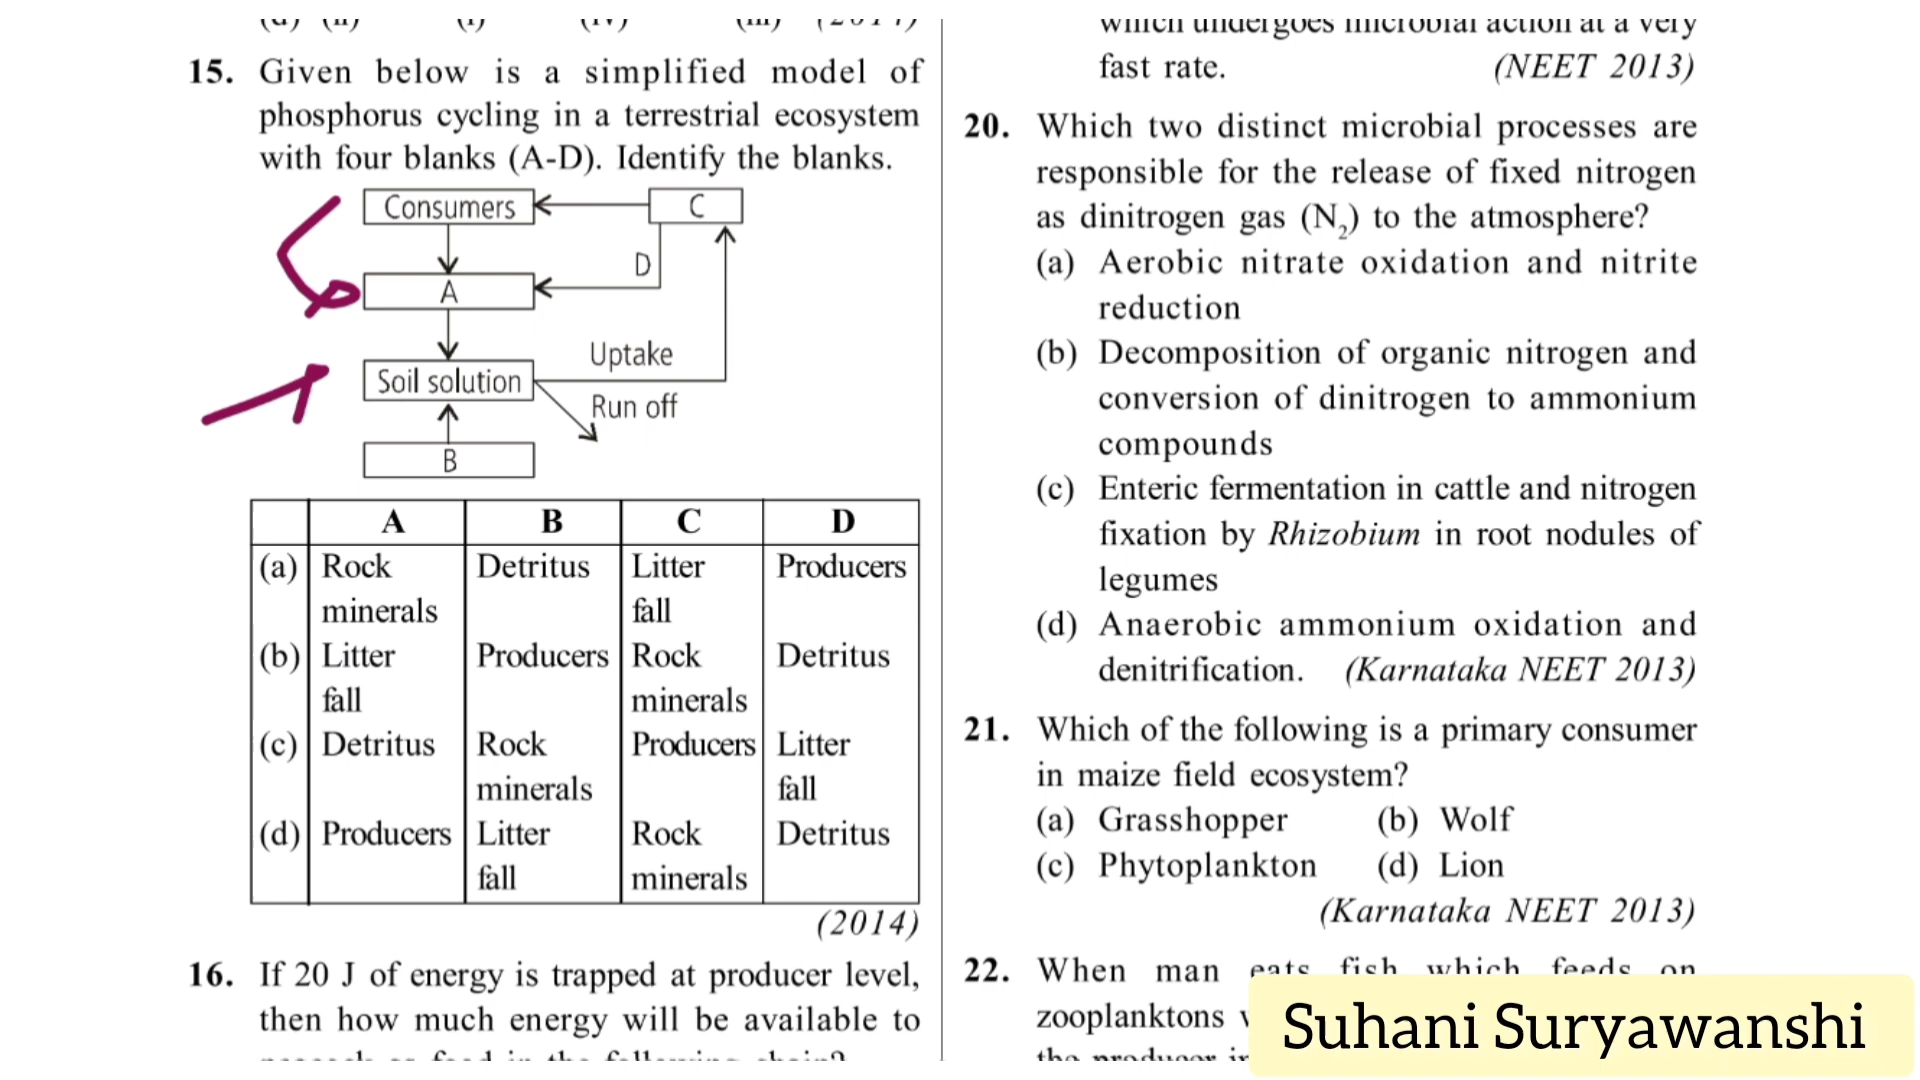 15. Given below is a simplified model of
phosphorus cycling in a terrestrial ecosystem
with four blanks (A-D). Identify the blanks.
Consumers
C
D
A
Uptake
Soil solution
Run off
B
A B C D
(a) Rock minerals Detritus Litter fall Producers
(b) Litter fall Producers Rock minerals Detritus
(c) Detritus Rock minerals Producers Litter fall
(d) Producers Litter fall Rock minerals Detritus
(2014)
16. If 20 J of energy is trapped at producer level,
then how much energy will be available to
which undergoes microbial action at a very
fast rate. (NEET 2013)
20. Which two distinct microbial processes are
responsible for the release of fixed nitrogen
as dinitrogen gas (N₂) to the atmosphere?
(a) Aerobic nitrate oxidation and nitrite
reduction
(b) Decomposition of organic nitrogen and
conversion of dinitrogen to ammonium
compounds
(c) Enteric fermentation in cattle and nitrogen
fixation by Rhizobium in root nodules of
legumes
(d) Anaerobic ammonium oxidation and
denitrification. (Karnataka NEET 2013)
21. Which of the following is a primary consumer
in maize field ecosystem?
(a) Grasshopper (b) Wolf
(c) Phytoplankton (d) Lion
(Karnataka NEET 2013)
22. When man eats fish which feeds on
zooplanktons
Suhani Suryawanshi